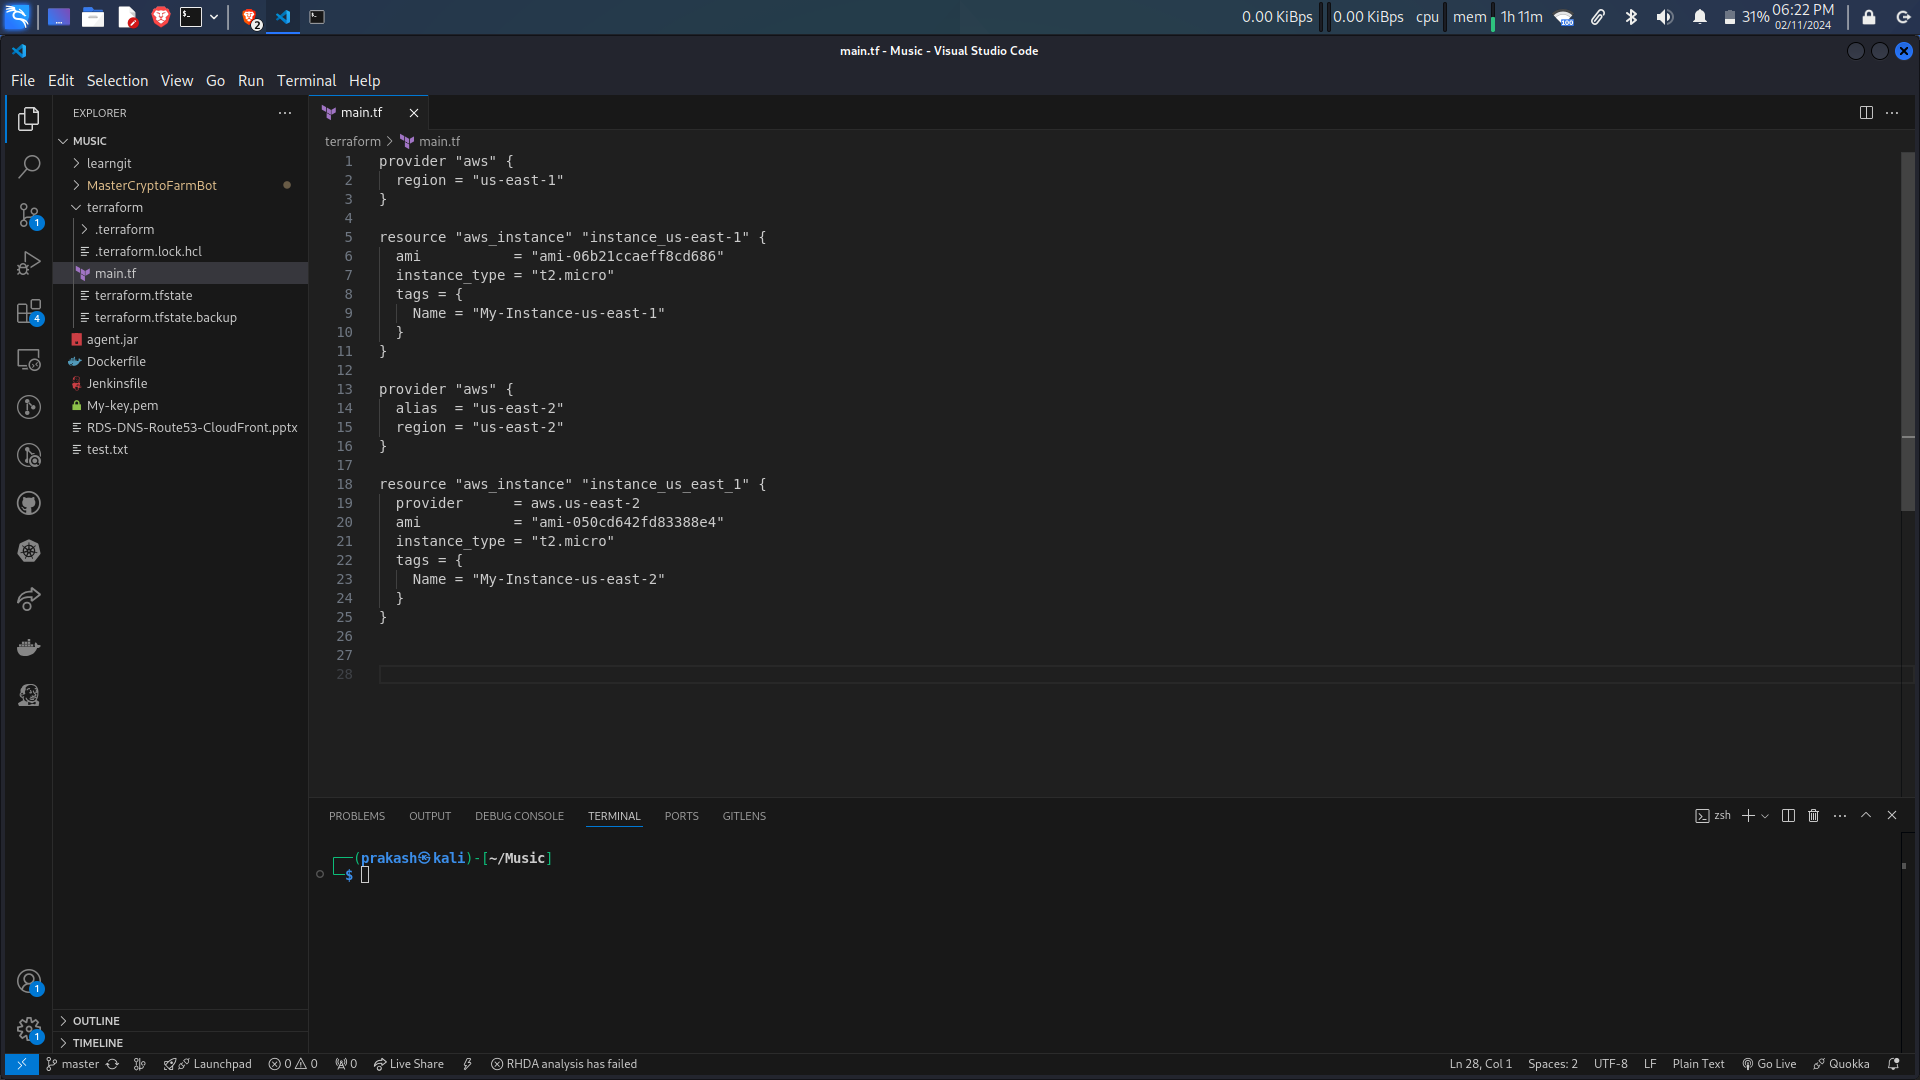 0.00 KiBps 0.00 KiBps cpu mem 1h 11m 31% 06:22 PM
02/11/2024
2
main.tf - Music - Visual Studio Code
File Edit Selection View Go Run Terminal Help
EXPLORER
MUSIC
learngit
MasterCryptoFarmBot
terraform
.terraform
.terraform.lock.hcl
main.tf
terraform.tfstate
terraform.tfstate.backup
agent.jar
Dockerfile
Jenkinsfile
My-key.pem
RDS-DNS-Route53-CloudFront.pptx
test.txt
OUTLINE
TIMELINE
1
4
1
1
main.tf
terraform > main.tf
1 provider "aws" {
2   region = "us-east-1"
3 }
4
5 resource "aws_instance" "instance_us-east-1" {
6   ami           = "ami-06b21ccaeff8cd686"
7   instance_type = "t2.micro"
8   tags = {
9     Name = "My-Instance-us-east-1"
10   }
11 }
12
13 provider "aws" {
14   alias  = "us-east-2"
15   region = "us-east-2"
16 }
17
18 resource "aws_instance" "instance_us_east_1" {
19   provider      = aws.us-east-2
20   ami           = "ami-050cd642fd83388e4"
21   instance_type = "t2.micro"
22   tags = {
23     Name = "My-Instance-us-east-2"
24   }
25 }
26
27
28
PROBLEMS OUTPUT DEBUG CONSOLE TERMINAL PORTS GITLENS
zsh
(prakash㉿kali)-[~/Music]
$
master Launchpad 0 0 0 Live Share RHDA analysis has failed
Ln 28, Col 1 Spaces: 2 UTF-8 LF Plain Text Go Live Quokka